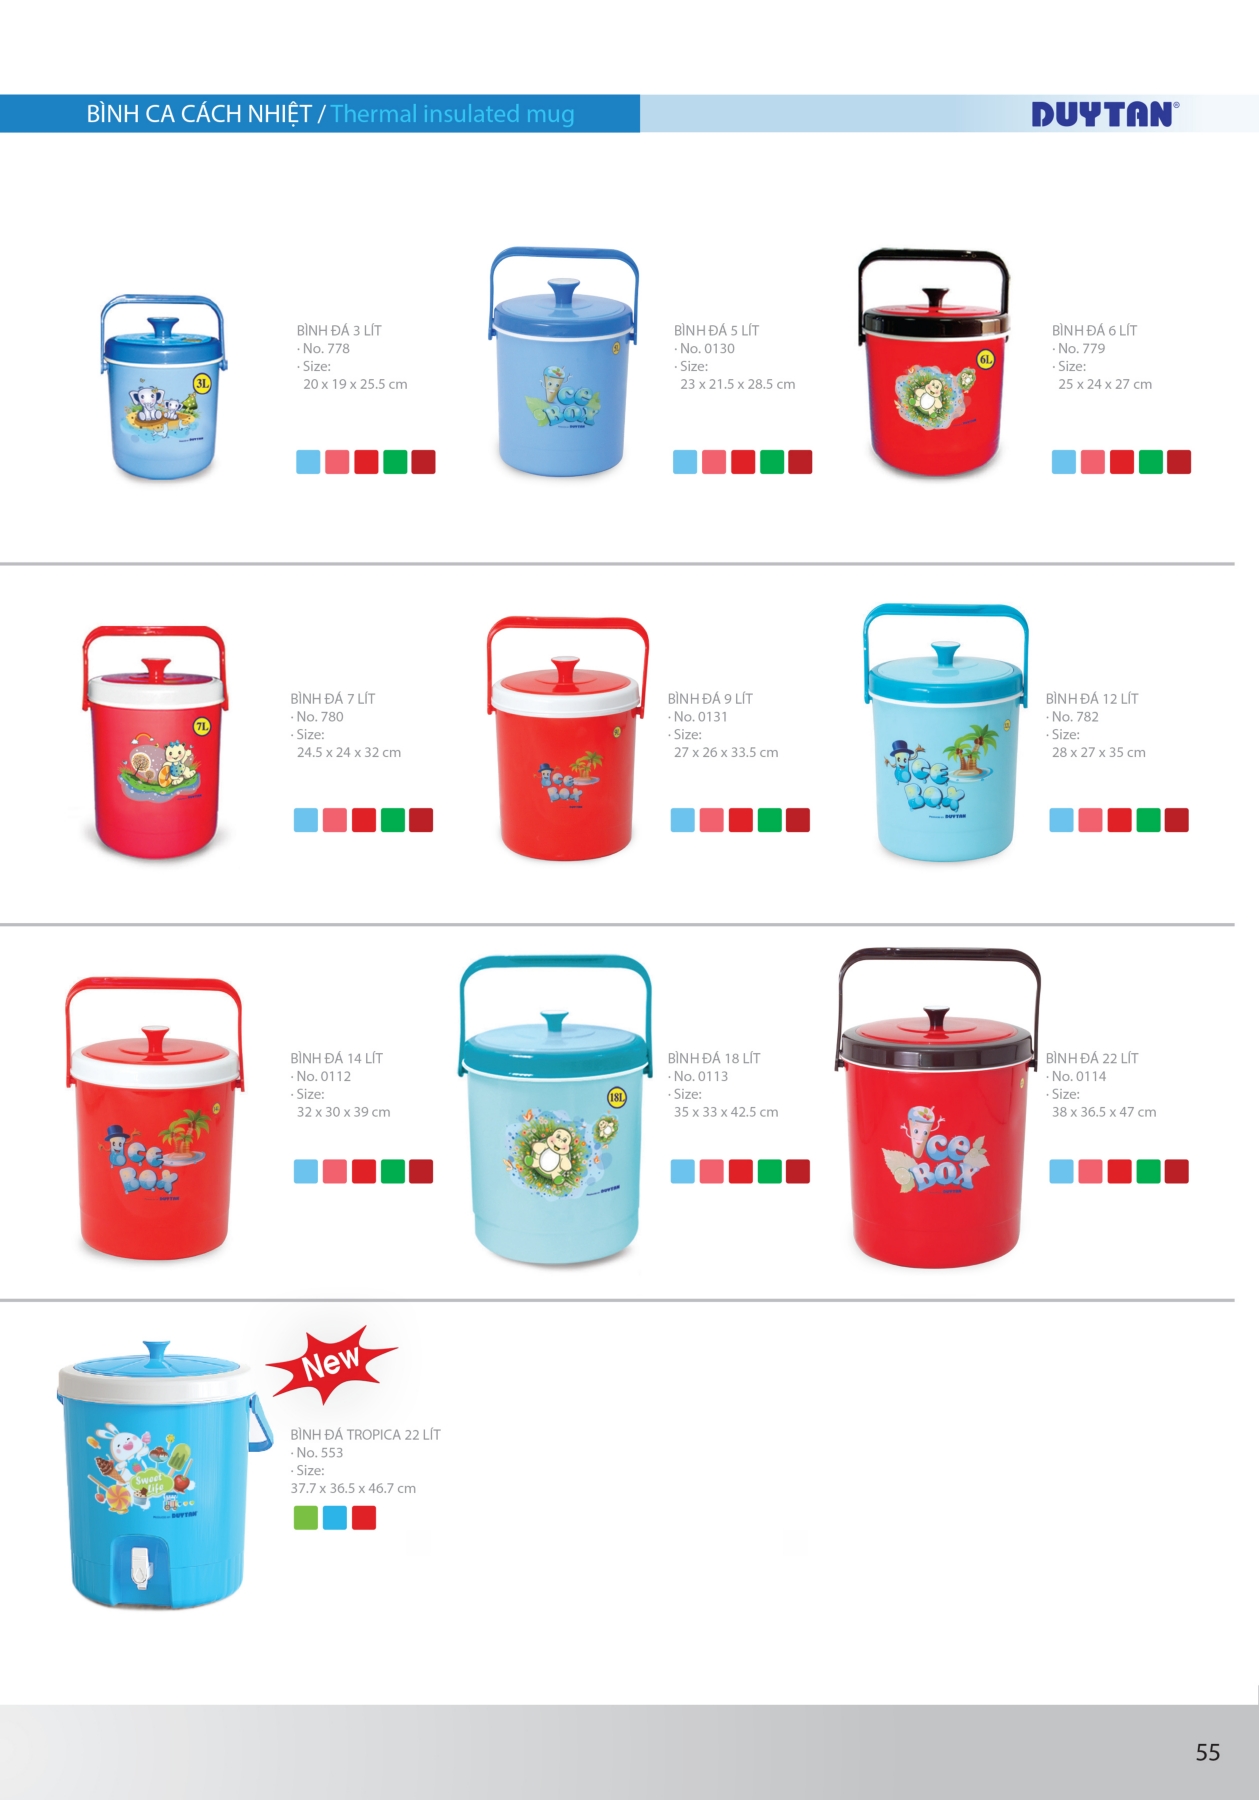 BÌNH CA CÁCH NHIỆT / Thermal insulated mug
DUYTAN®
3L
DUYTAN
BÌNH ĐÁ 3 LÍT
· No. 778
· Size:
20 x 19 x 25.5 cm
ICE
BOX
DUYTAN
BÌNH ĐÁ 5 LÍT
· No. 0130
· Size:
23 x 21.5 x 28.5 cm
6L
BÌNH ĐÁ 6 LÍT
· No. 779
· Size:
25 x 24 x 27 cm
7L
BÌNH ĐÁ 7 LÍT
· No. 780
· Size:
24.5 x 24 x 32 cm
ICE
BOX
BÌNH ĐÁ 9 LÍT
· No. 0131
· Size:
27 x 26 x 33.5 cm
ICE
BOX
DUYTAN
BÌNH ĐÁ 12 LÍT
· No. 782
· Size:
28 x 27 x 35 cm
ICE
BOX
DUYTAN
BÌNH ĐÁ 14 LÍT
· No. 0112
· Size:
32 x 30 x 39 cm
18L
DUYTAN
BÌNH ĐÁ 18 LÍT
· No. 0113
· Size:
35 x 33 x 42.5 cm
ICE
BOX
DUYTAN
BÌNH ĐÁ 22 LÍT
· No. 0114
· Size:
38 x 36.5 x 47 cm
New
Sweet
life
DUYTAN
BÌNH ĐÁ TROPICA 22 LÍT
· No. 553
· Size:
37.7 x 36.5 x 46.7 cm
55